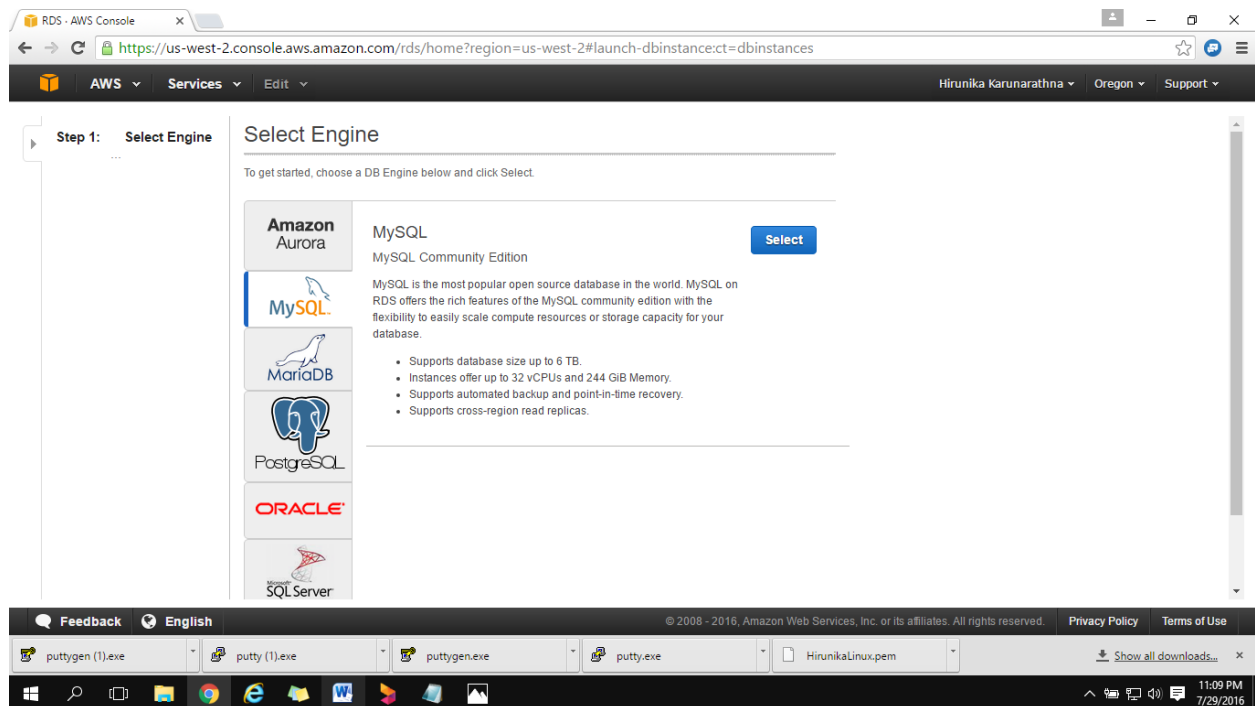 RDS - AWS Console
https://us-west-2.console.aws.amazon.com/rds/home?region=us-west-2#launch-dbinstance:ct=dbinstances
AWS Services Edit Hirunika Karunarathna Oregon Support
Step 1: Select Engine
...
Select Engine
To get started, choose a DB Engine below and click Select.
Amazon
Aurora
MySQL
MariaDB
PostgreSQL
ORACLE
Microsoft
SQL Server
MySQL
Select
MySQL Community Edition
MySQL is the most popular open source database in the world. MySQL on
RDS offers the rich features of the MySQL community edition with the
flexibility to easily scale compute resources or storage capacity for your
database.
• Supports database size up to 6 TB.
• Instances offer up to 32 vCPUs and 244 GiB Memory.
• Supports automated backup and point-in-time recovery.
• Supports cross-region read replicas.
Feedback English © 2008 - 2016, Amazon Web Services, Inc. or its affiliates. All rights reserved. Privacy Policy Terms of Use
puttygen (1).exe putty (1).exe puttygen.exe putty.exe HirunikaLinux.pem Show all downloads...
11:09 PM
7/29/2016